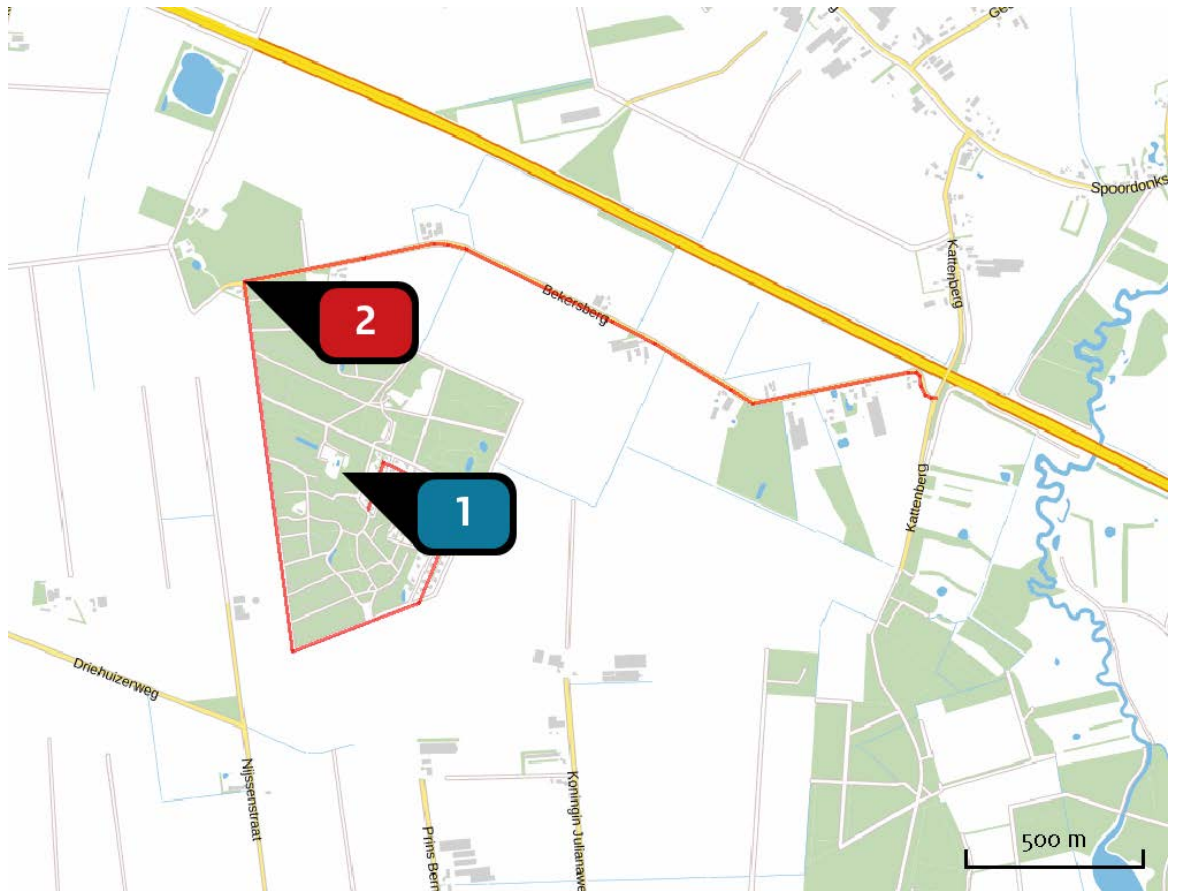 Spoordonks
Kattenberg
2
Bekersberg
1
Kattenberg
Driehuizerweg
Nijssenstraat
Koningin Julianawe
Prins Bern
500 m